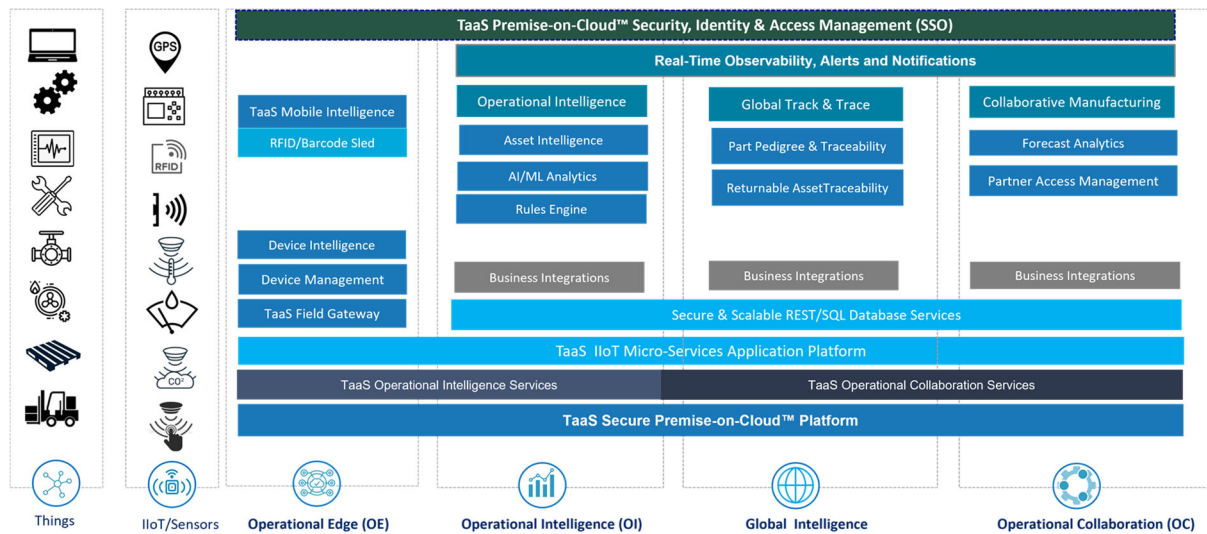 TaaS Premise-on-Cloud™ Security, Identity & Access Management (SSO)
Real-Time Observability, Alerts and Notifications
GPS
TaaS Mobile Intelligence
RFID/Barcode Sled
Operational Intelligence
Asset Intelligence
AI/ML Analytics
Rules Engine
Global Track & Trace
Part Pedigree & Traceability
Returnable AssetTraceability
Collaborative Manufacturing
Forecast Analytics
Partner Access Management
RFID
Device Intelligence
Device Management
TaaS Field Gateway
Business Integrations
Business Integrations
Business Integrations
Secure & Scalable REST/SQL Database Services
TaaS IIoT Micro-Services Application Platform
CO²
TaaS Operational Intelligence Services
TaaS Operational Collaboration Services
TaaS Secure Premise-on-Cloud™ Platform
Things
IIoT/Sensors
Operational Edge (OE)
Operational Intelligence (OI)
Global Intelligence
Operational Collaboration (OC)